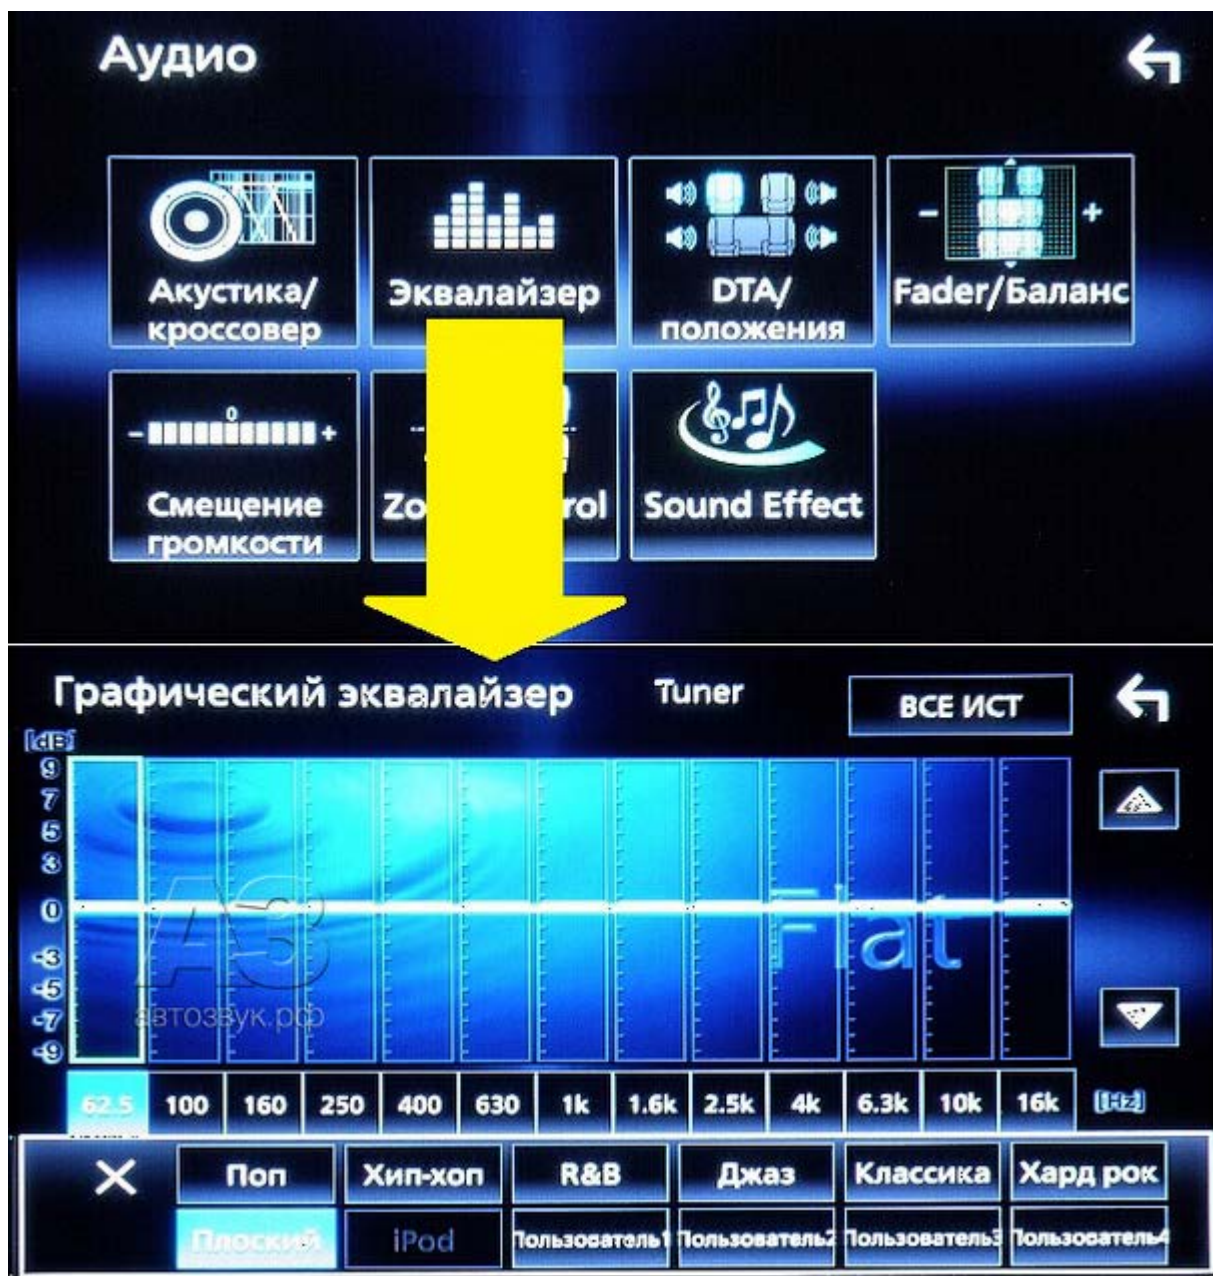 Аудио
Акустика/
кроссовер
Эквалайзер
DTA/
положения
- +
Fader/Баланс
- 0 +
Смещение
громкости
Sound Effect
Графический эквалайзер
Tuner
ВСЕ ИСТ
[dB]
9
7
5
3
0
-3
-5
-7
-9
Flat
АЗ
автозвук.рф
62.5 100 160 250 400 630 1k 1.6k 2.5k 4k 6.3k 10k 16k [Hz]
Поп Хип-хоп R&B Джаз Классика Хард рок
Плоский iPod Пользователь1 Пользователь2 Пользователь3 Пользователь4